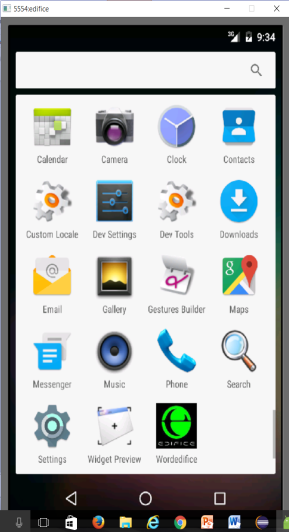 5554:edifice
3G 9:34
Calendar Camera Clock Contacts
Custom Locale Dev Settings Dev Tools Downloads
@
g
Email Gallery Gestures Builder Maps
Messenger Music Phone Search
EDIFICE
Settings Widget Preview Wordedifice